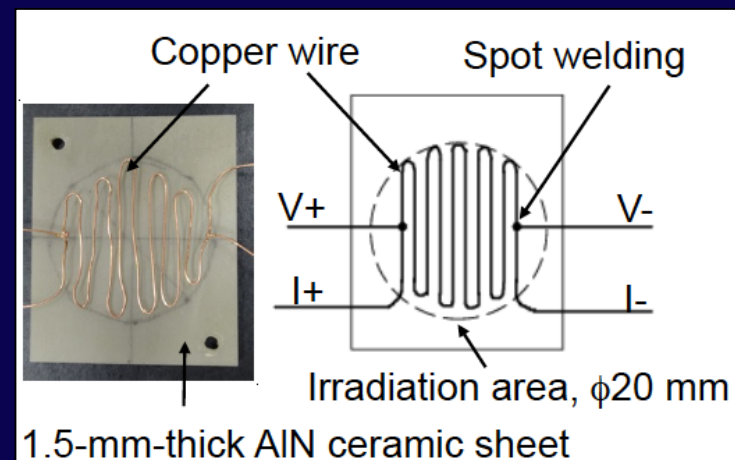 Copper wire
Spot welding
V+
V-
I+
I-
Irradiation area, ϕ20 mm
1.5-mm-thick AlN ceramic sheet